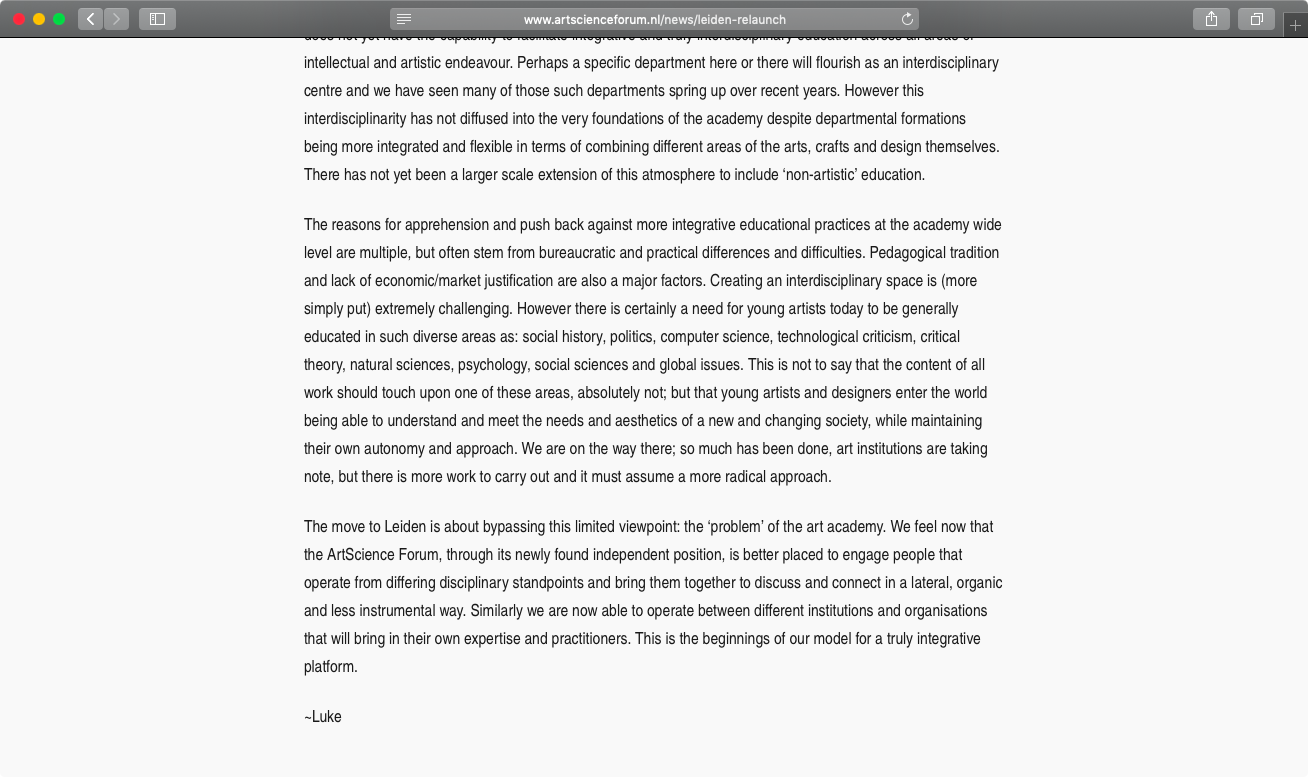 www.artscienceforum.nl/news/leiden-relaunch
does not yet have the capability to facilitate integrative and truly interdisciplinary education across all areas of
intellectual and artistic endeavour. Perhaps a specific department here or there will flourish as an interdisciplinary
centre and we have seen many of those such departments spring up over recent years. However this
interdisciplinarity has not diffused into the very foundations of the academy despite departmental formations
being more integrated and flexible in terms of combining different areas of the arts, crafts and design themselves.
There has not yet been a larger scale extension of this atmosphere to include ‘non-artistic’ education.
The reasons for apprehension and push back against more integrative educational practices at the academy wide
level are multiple, but often stem from bureaucratic and practical differences and difficulties. Pedagogical tradition
and lack of economic/market justification are also a major factors. Creating an interdisciplinary space is (more
simply put) extremely challenging. However there is certainly a need for young artists today to be generally
educated in such diverse areas as: social history, politics, computer science, technological criticism, critical
theory, natural sciences, psychology, social sciences and global issues. This is not to say that the content of all
work should touch upon one of these areas, absolutely not; but that young artists and designers enter the world
being able to understand and meet the needs and aesthetics of a new and changing society, while maintaining
their own autonomy and approach. We are on the way there; so much has been done, art institutions are taking
note, but there is more work to carry out and it must assume a more radical approach.
The move to Leiden is about bypassing this limited viewpoint: the ‘problem’ of the art academy. We feel now that
the ArtScience Forum, through its newly found independent position, is better placed to engage people that
operate from differing disciplinary standpoints and bring them together to discuss and connect in a lateral, organic
and less instrumental way. Similarly we are now able to operate between different institutions and organisations
that will bring in their own expertise and practitioners. This is the beginnings of our model for a truly integrative
platform.
~Luke